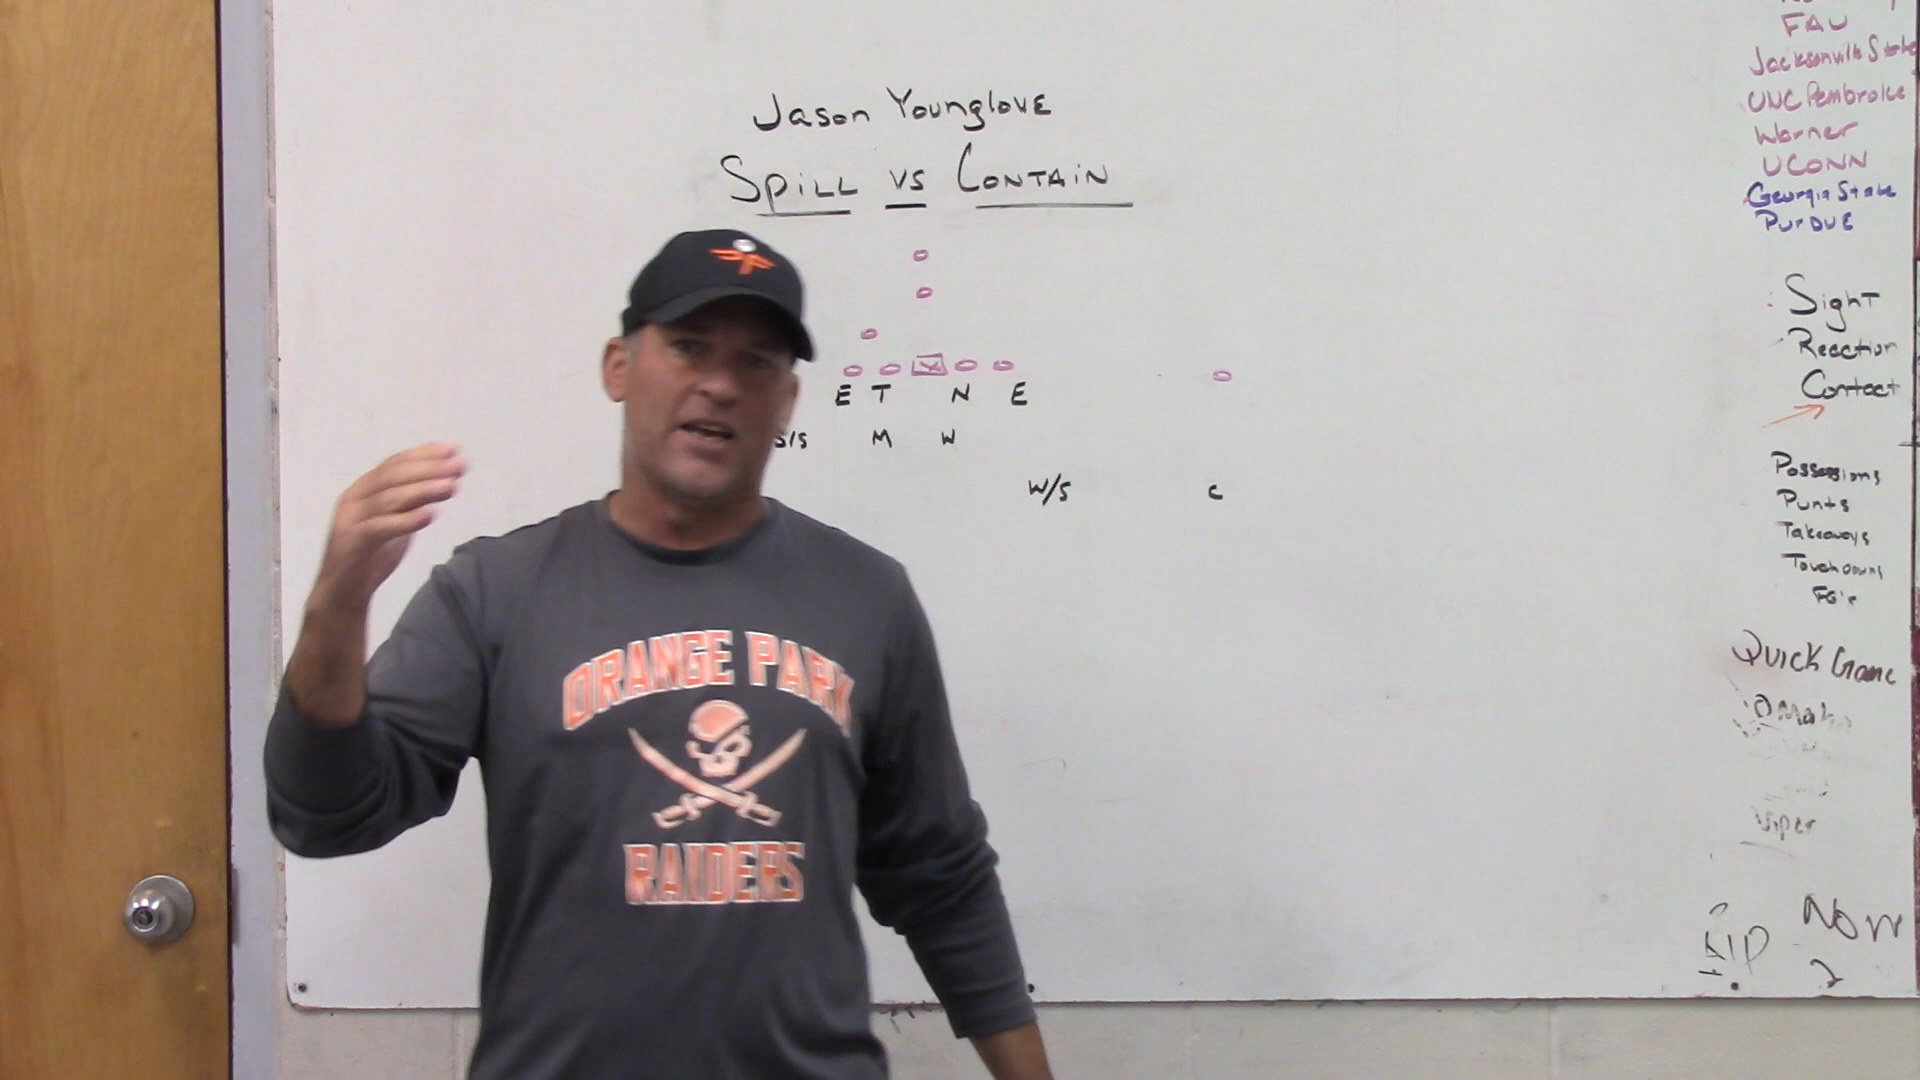 Jason Younglove
Spill vs Contain
E T N E
S/S M W
W/S C
ORANGE PARK
RAIDERS
FAU
Jacksonville State
UNC Pembroke
Warner
UCONN
Georgia State
PURDUE
Sight
Reaction
Contact
Possessions
Punts
Takeaways
Touchdowns
FG's
Quick Game
Viper
Now
2